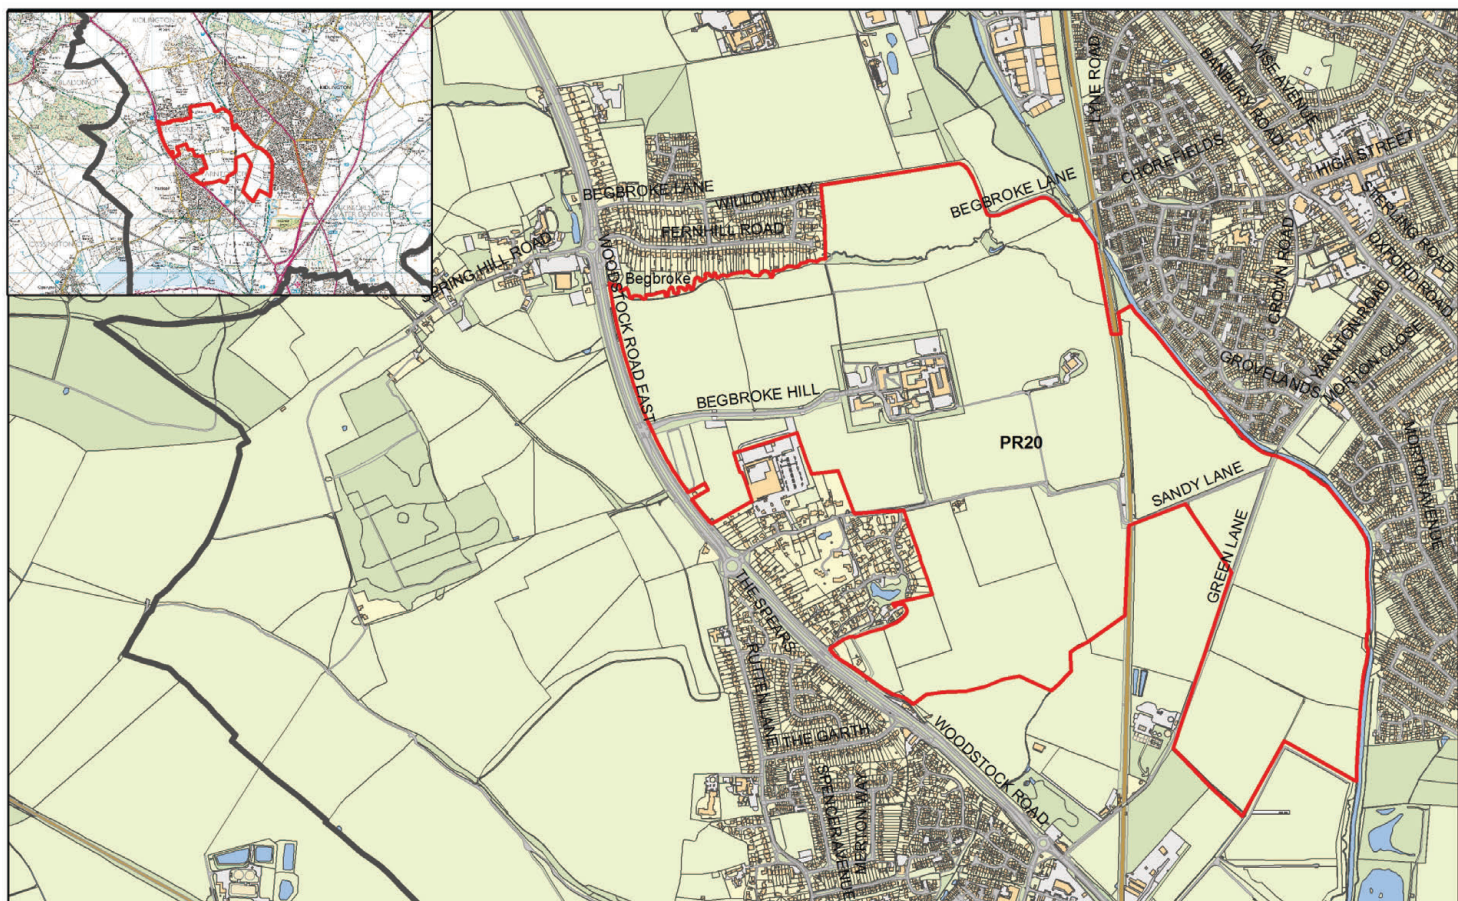 KIDLINGTON
BANBURY ROAD
WISE AVENUE
LINE ROAD
HIGH STREET
CHOREFIELDS
STERLING ROAD
BEGBROKE LANE
WILLOW WAY
BEGBROKE LANE
FERNHILL ROAD
OXFORD ROAD
CROWN ROAD
SPRING HILL ROAD
Begbroke
WOODSTOCK ROAD EAST
YARNTON ROAD
MORTON CLOSE
GROVELANDS
BEGBROKE HILL
PR20
MORTON AVENUE
SANDY LANE
GREEN LANE
THE SPEARS
RUTTEN LANE
THE GARTH
WOODSTOCK ROAD
SPENCER AVENUE
MERTON WAY